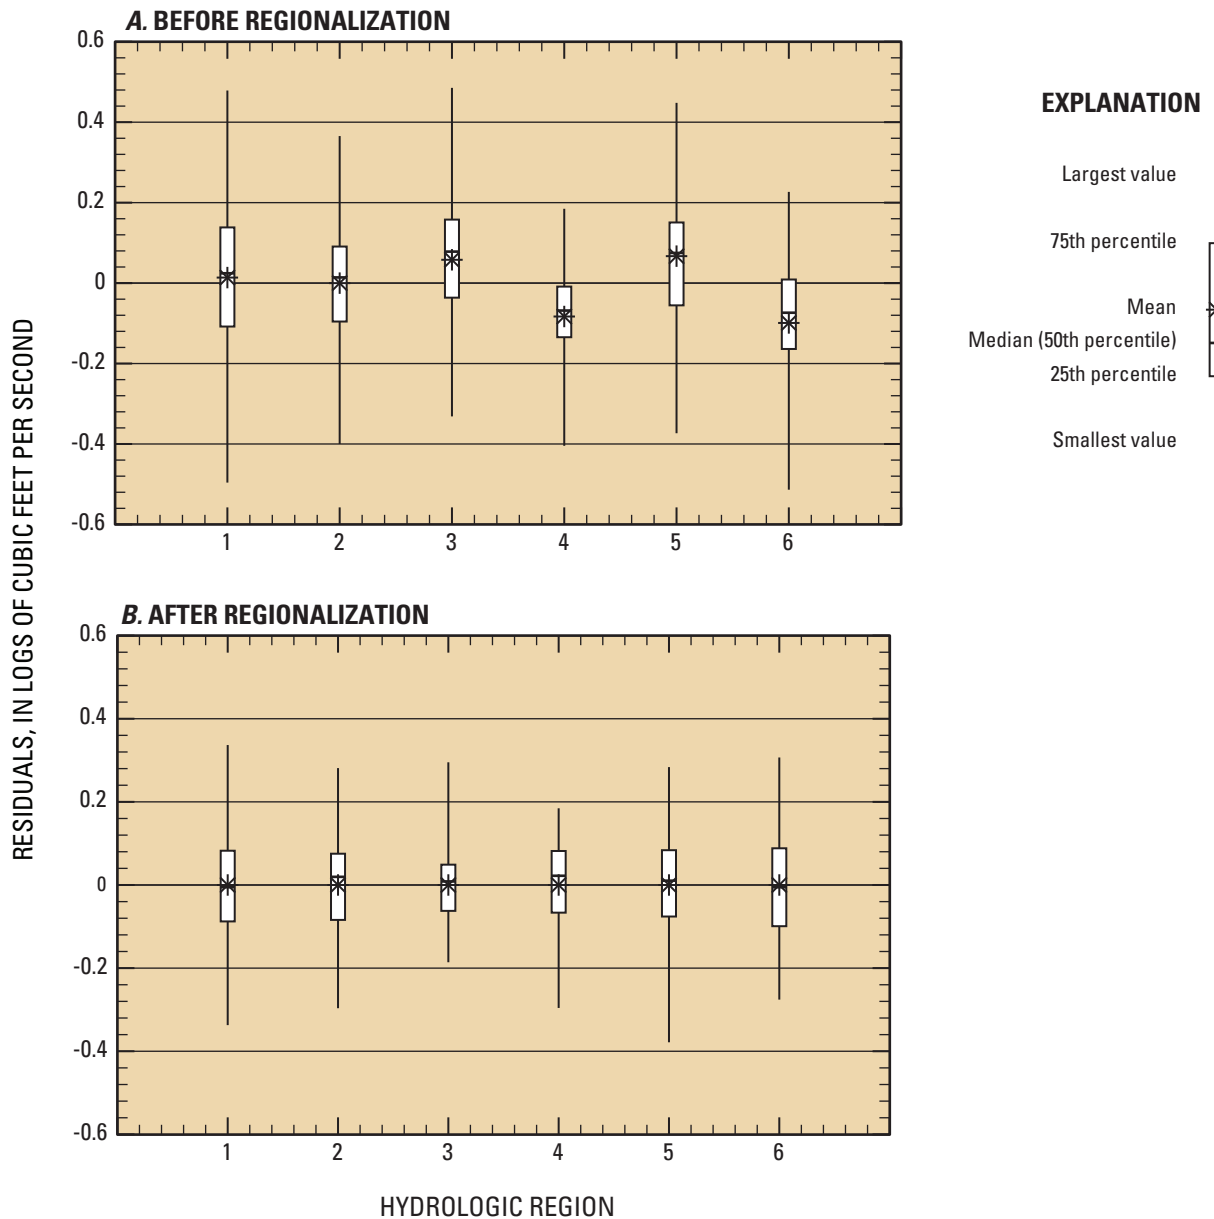 A. BEFORE REGIONALIZATION
0.6
0.4
0.2
0
-0.2
-0.4
-0.6
1 2 3 4 5 6
EXPLANATION
Largest value
75th percentile
Mean
Median (50th percentile)
25th percentile
Smallest value
RESIDUALS, IN LOGS OF CUBIC FEET PER SECOND
B. AFTER REGIONALIZATION
0.6
0.4
0.2
0
-0.2
-0.4
-0.6
1 2 3 4 5 6
HYDROLOGIC REGION